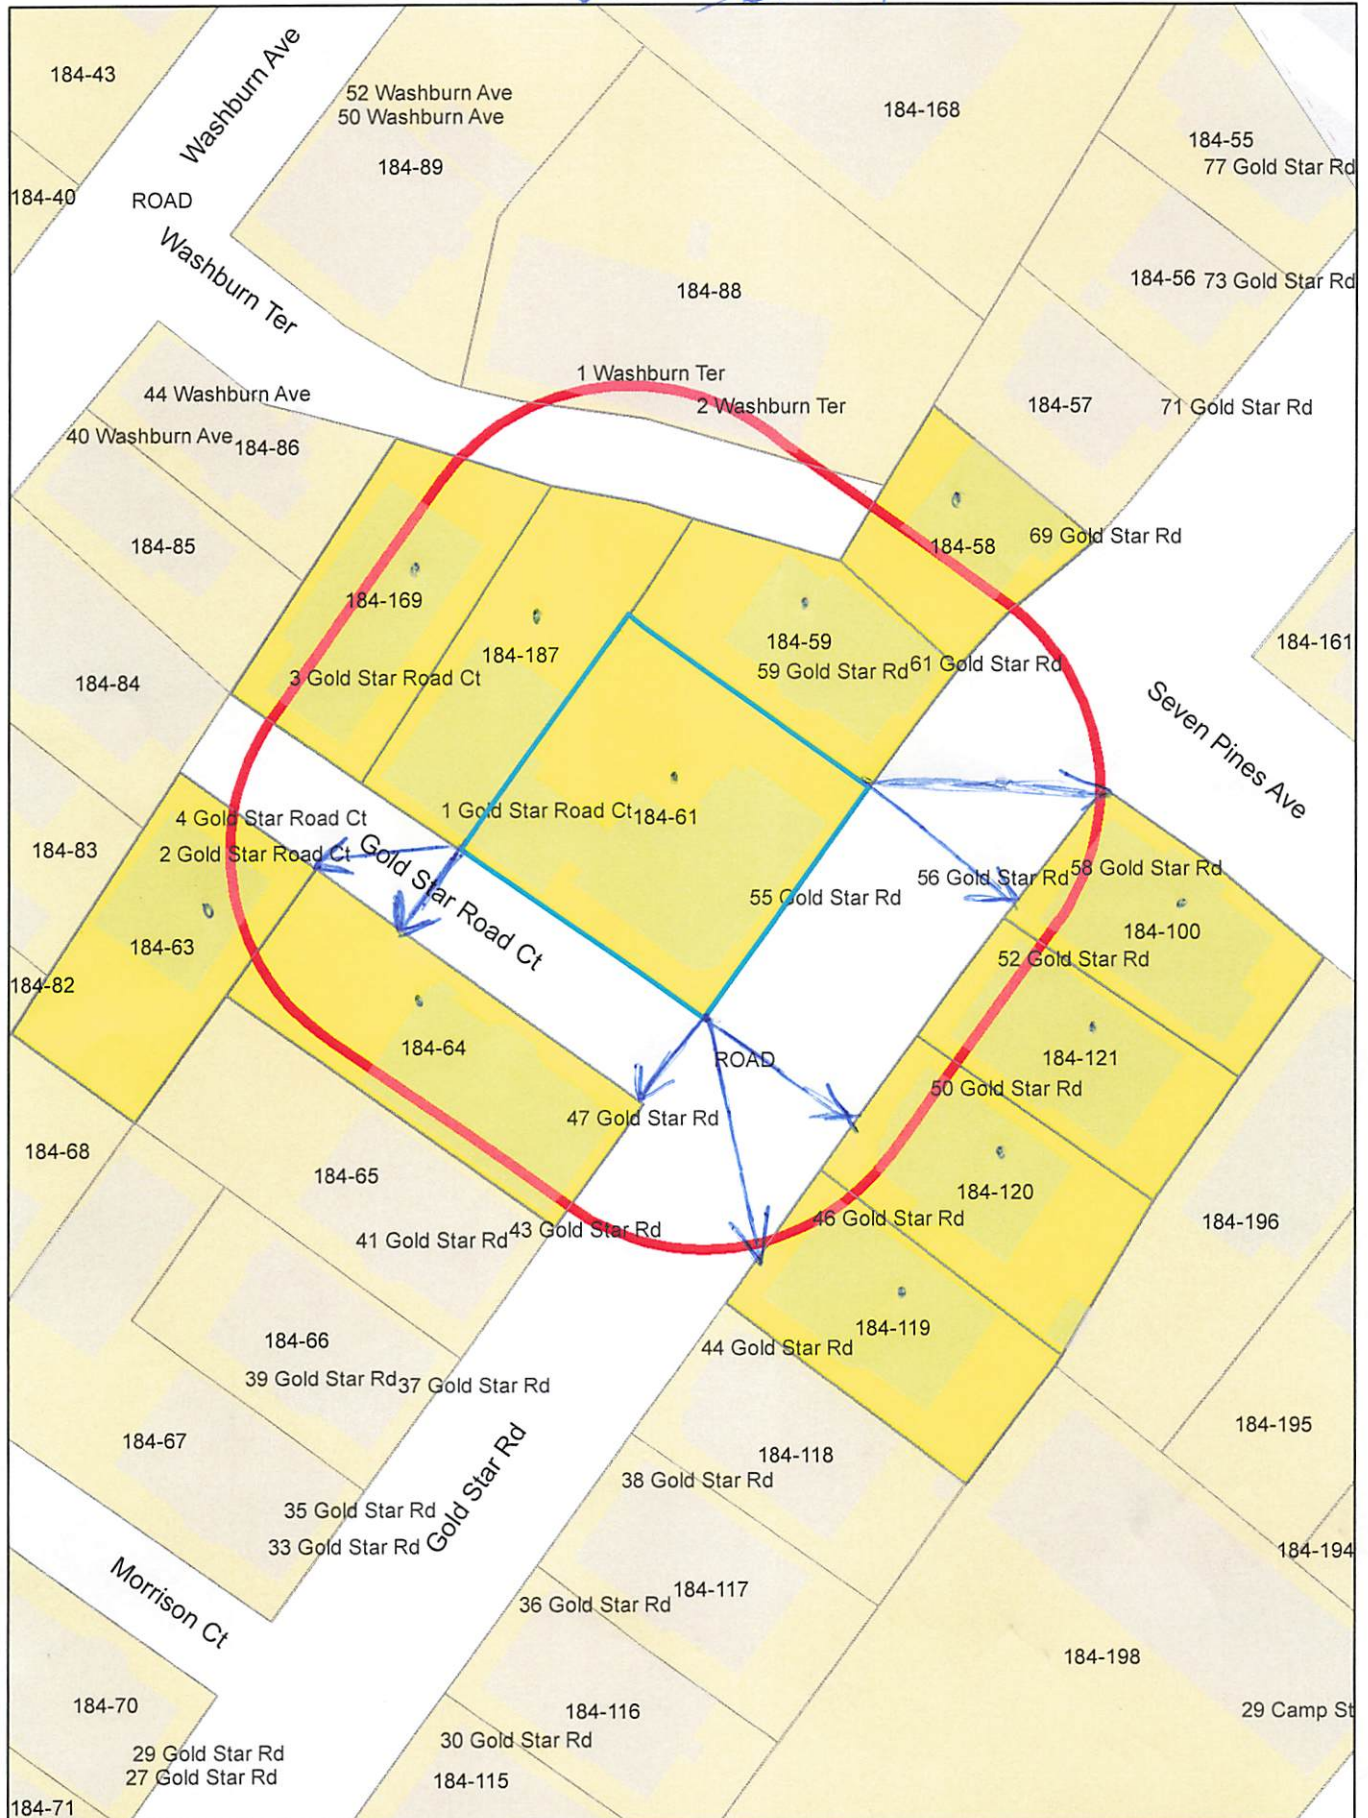 184-43
Washburn Ave
52 Washburn Ave
50 Washburn Ave
184-89
184-168
184-55
77 Gold Star Rd
184-40
ROAD
Washburn Ter
184-88
184-56
73 Gold Star Rd
1 Washburn Ter
2 Washburn Ter
184-57
71 Gold Star Rd
44 Washburn Ave
40 Washburn Ave
184-86
184-85
184-58
69 Gold Star Rd
184-169
184-187
184-59
59 Gold Star Rd
61 Gold Star Rd
184-161
184-84
3 Gold Star Road Ct
Seven Pines Ave
1 Gold Star Road Ct
184-61
4 Gold Star Road Ct
2 Gold Star Road Ct
Gold Star Road Ct
184-83
58 Gold Star Rd
56 Gold Star Rd
55 Gold Star Rd
184-63
184-100
52 Gold Star Rd
184-82
184-64
ROAD
184-121
50 Gold Star Rd
47 Gold Star Rd
184-68
184-65
184-120
46 Gold Star Rd
184-196
43 Gold Star Rd
41 Gold Star Rd
184-66
184-119
44 Gold Star Rd
39 Gold Star Rd
37 Gold Star Rd
184-67
184-195
184-118
38 Gold Star Rd
35 Gold Star Rd
33 Gold Star Rd
Gold Star Rd
184-194
Morrison Ct
184-117
36 Gold Star Rd
184-198
184-70
184-116
29 Camp St
30 Gold Star Rd
29 Gold Star Rd
27 Gold Star Rd
184-115
184-71